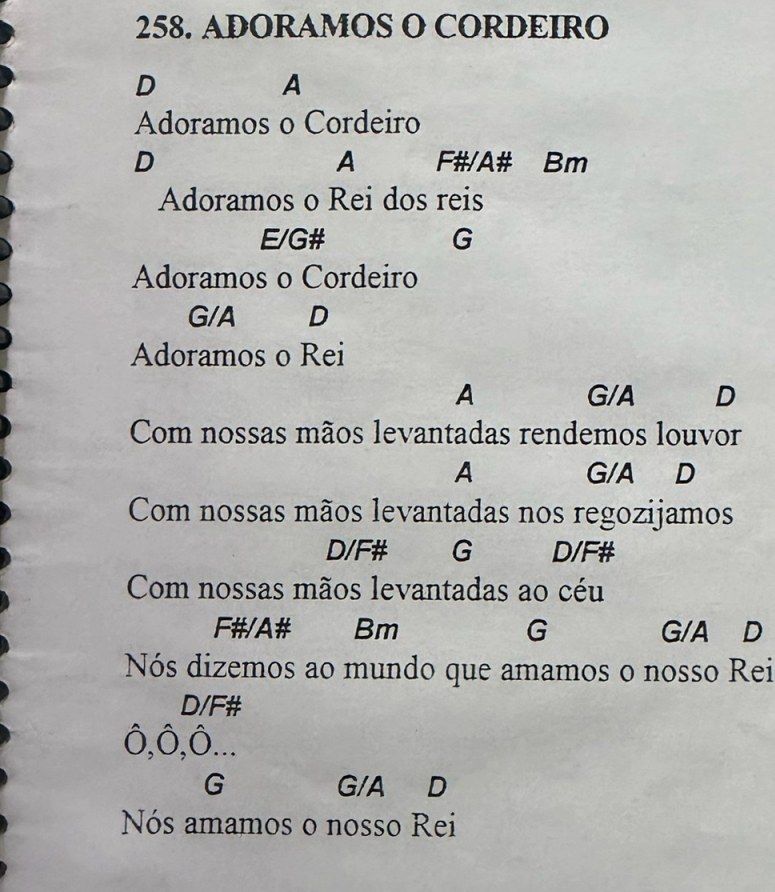 258. ADORAMOS O CORDEIRO
D A
Adoramos o Cordeiro
D A F#/A# Bm
Adoramos o Rei dos reis
E/G# G
Adoramos o Cordeiro
G/A D
Adoramos o Rei
A G/A D
Com nossas mãos levantadas rendemos louvor
A G/A D
Com nossas mãos levantadas nos regozijamos
D/F# G D/F#
Com nossas mãos levantadas ao céu
F#/A# Bm G G/A D
Nós dizemos ao mundo que amamos o nosso Rei
D/F#
Ô,Ô,Ô...
G G/A D
Nós amamos o nosso Rei